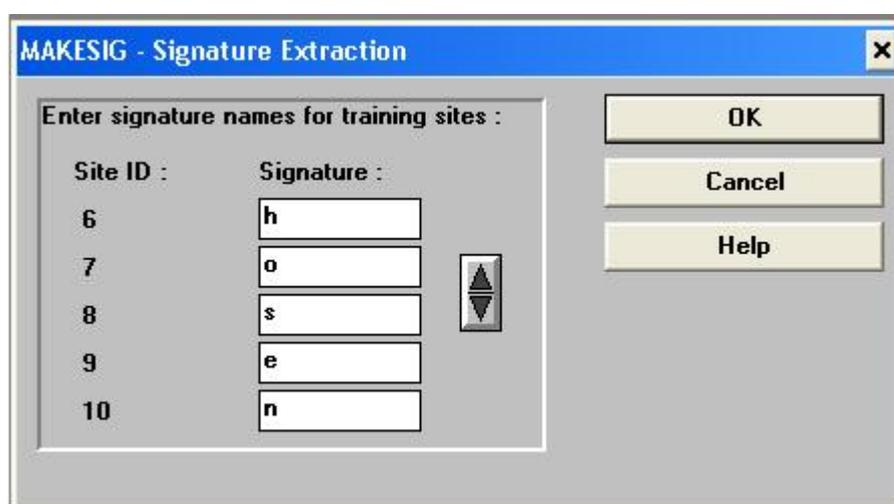 MAKESIG - Signature Extraction
Enter signature names for training sites :
OK
Site ID : Signature :
Cancel
6 h
Help
7 o
8 s
9 e
10 n